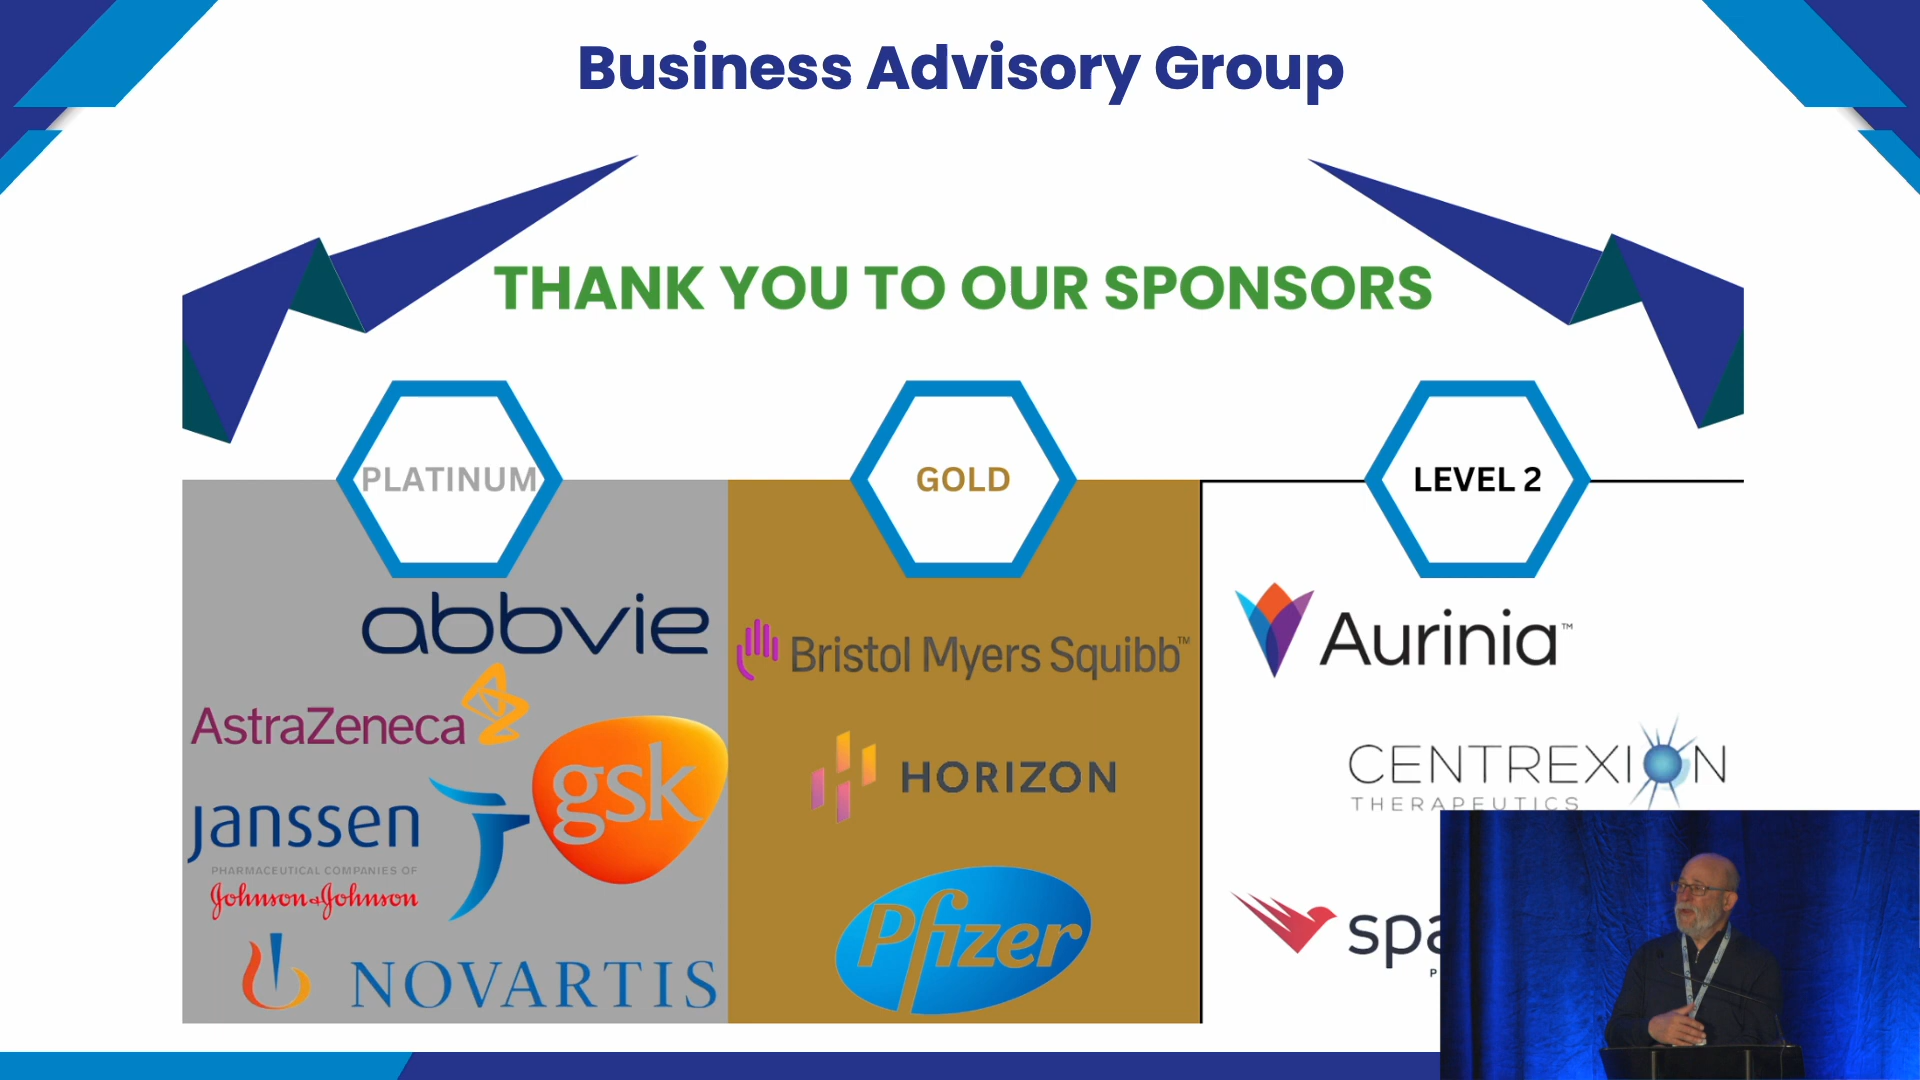 Business Advisory Group
THANK YOU TO OUR SPONSORS
PLATINUM
abbvie
AstraZeneca
gsk
janssen
PHARMACEUTICAL COMPANIES OF
Johnson & Johnson
NOVARTIS
GOLD
Bristol Myers Squibb™
HORIZON
Pfizer
LEVEL 2
Aurinia™
CENTREXION
THERAPEUTICS